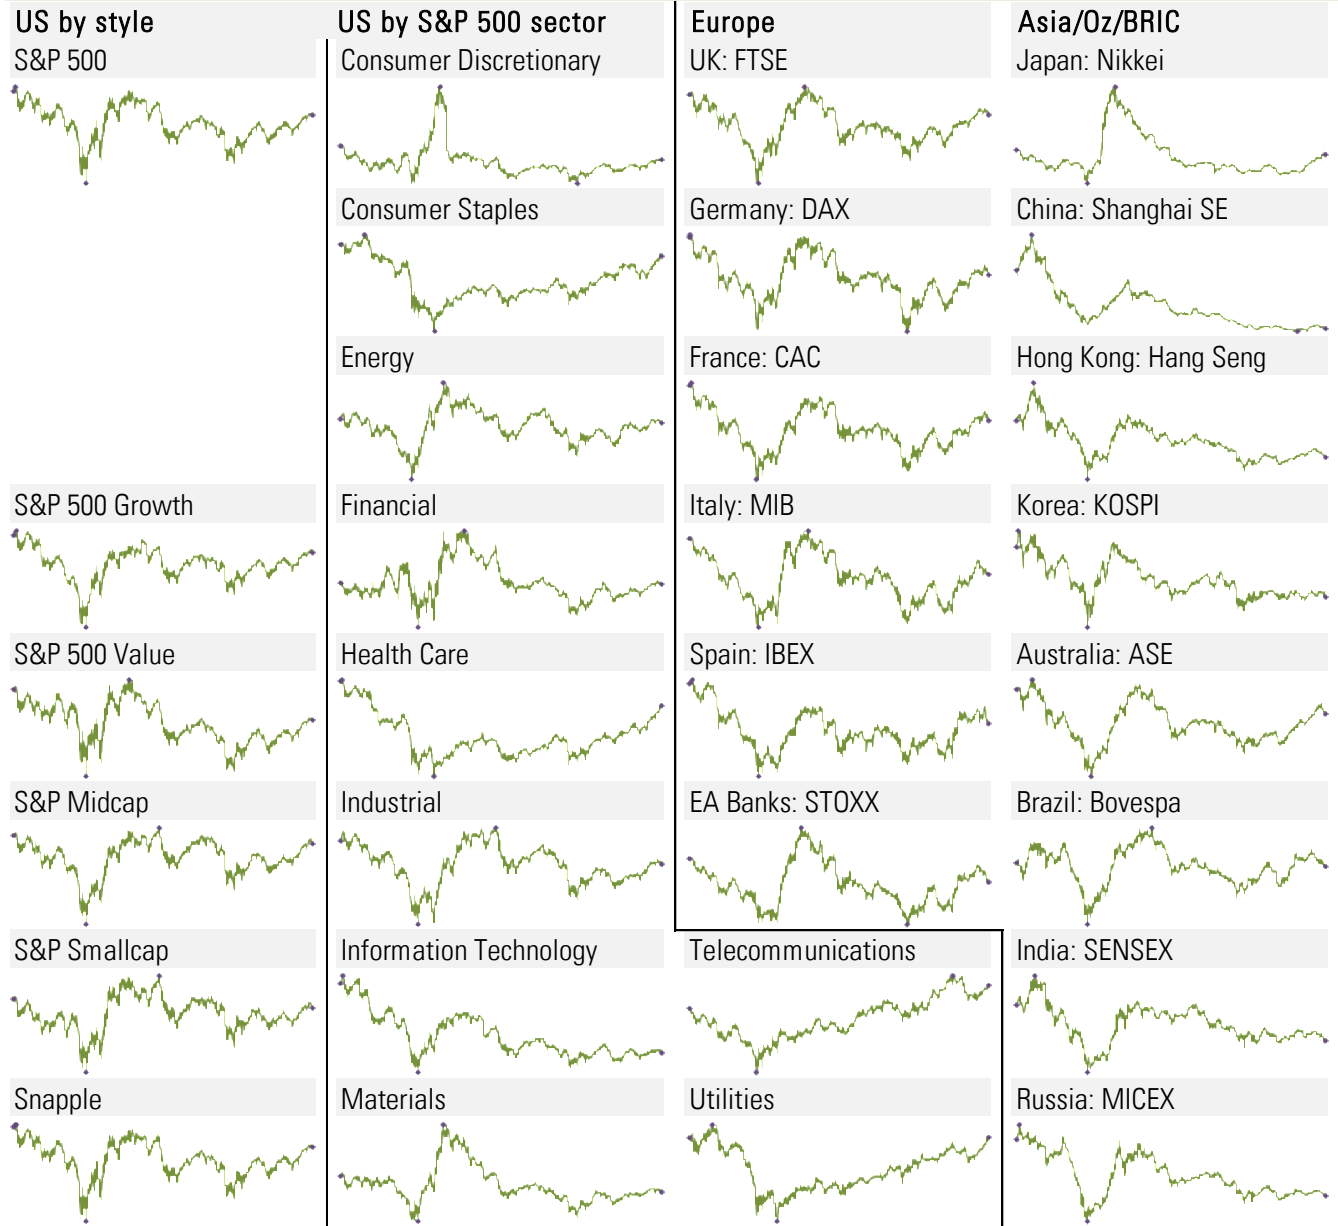 US by style
S&P 500
S&P 500 Growth
S&P 500 Value
S&P Midcap
S&P Smallcap
Snapple
US by S&P 500 sector
Consumer Discretionary
Consumer Staples
Energy
Financial
Health Care
Industrial
Information Technology
Materials
Telecommunications
Utilities
Europe
UK: FTSE
Germany: DAX
France: CAC
Italy: MIB
Spain: IBEX
EA Banks: STOXX
Asia/Oz/BRIC
Japan: Nikkei
China: Shanghai SE
Hong Kong: Hang Seng
Korea: KOSPI
Australia: ASE
Brazil: Bovespa
India: SENSEX
Russia: MICEX